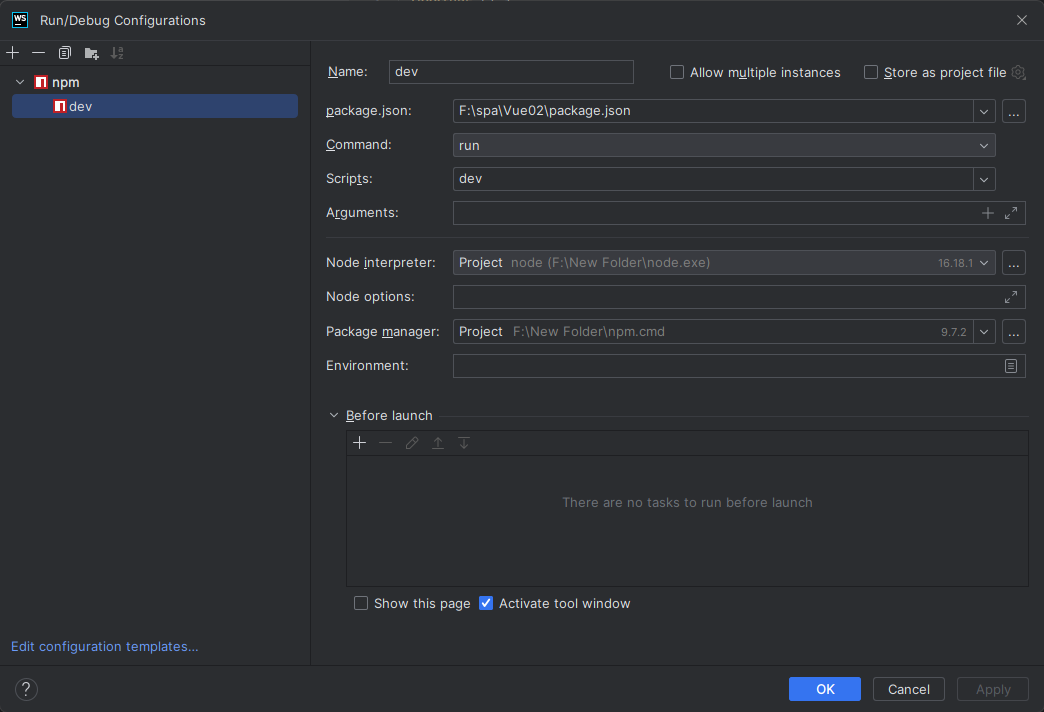 WS Run/Debug Configurations
npm
dev
Edit configuration templates...
Name: dev
Allow multiple instances
Store as project file
package.json: F:\spa\Vue02\package.json ...
Command: run
Scripts: dev
Arguments:
Node interpreter: Project node (F:\New Folder\node.exe) 16.18.1 ...
Node options:
Package manager: Project F:\New Folder\npm.cmd 9.7.2 ...
Environment:
Before launch
There are no tasks to run before launch
Show this page Activate tool window
? OK Cancel Apply